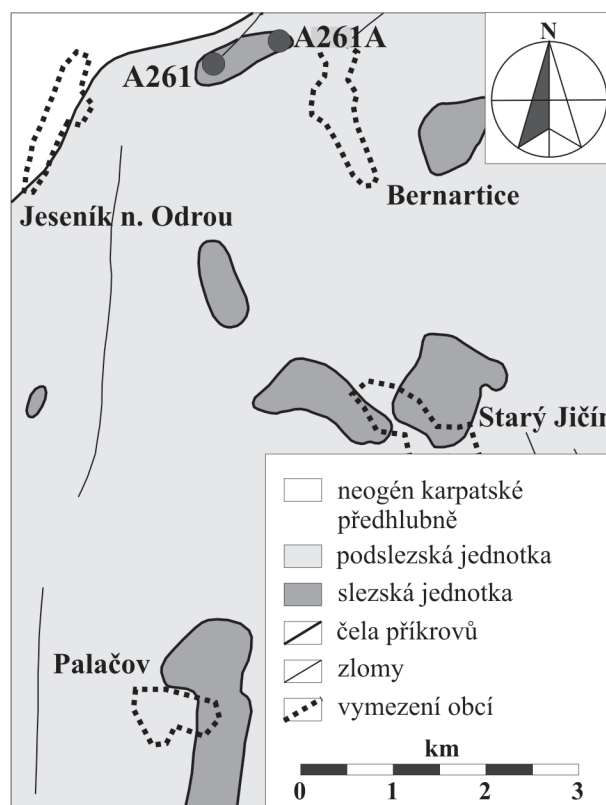 N
A261A
A261
Bernartice
Jeseník n. Odrou
Starý Jičín
neogén karpatské
předhlubně
podslezská jednotka
slezská jednotka
čela příkrovů
zlomy
vymezení obcí
Palačov
km
0 1 2 3